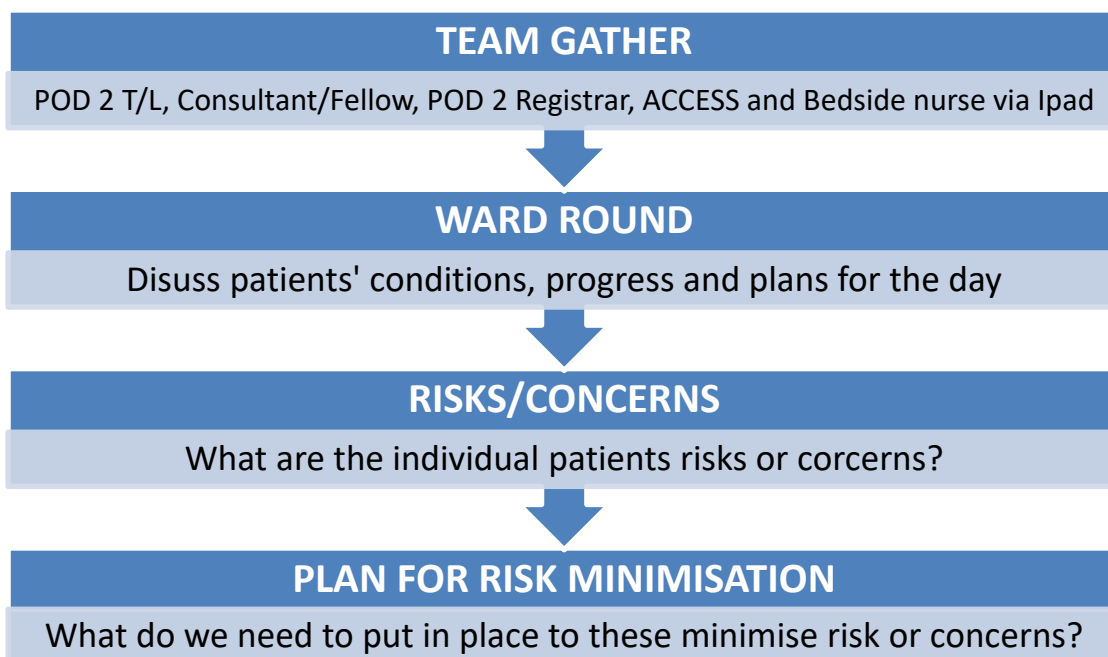 TEAM GATHER
POD 2 T/L, Consultant/Fellow, POD 2 Registrar, ACCESS and Bedside nurse via Ipad
WARD ROUND
Disuss patients' conditions, progress and plans for the day
RISKS/CONCERNS
What are the individual patients risks or corcerns?
PLAN FOR RISK MINIMISATION
What do we need to put in place to these minimise risk or concerns?